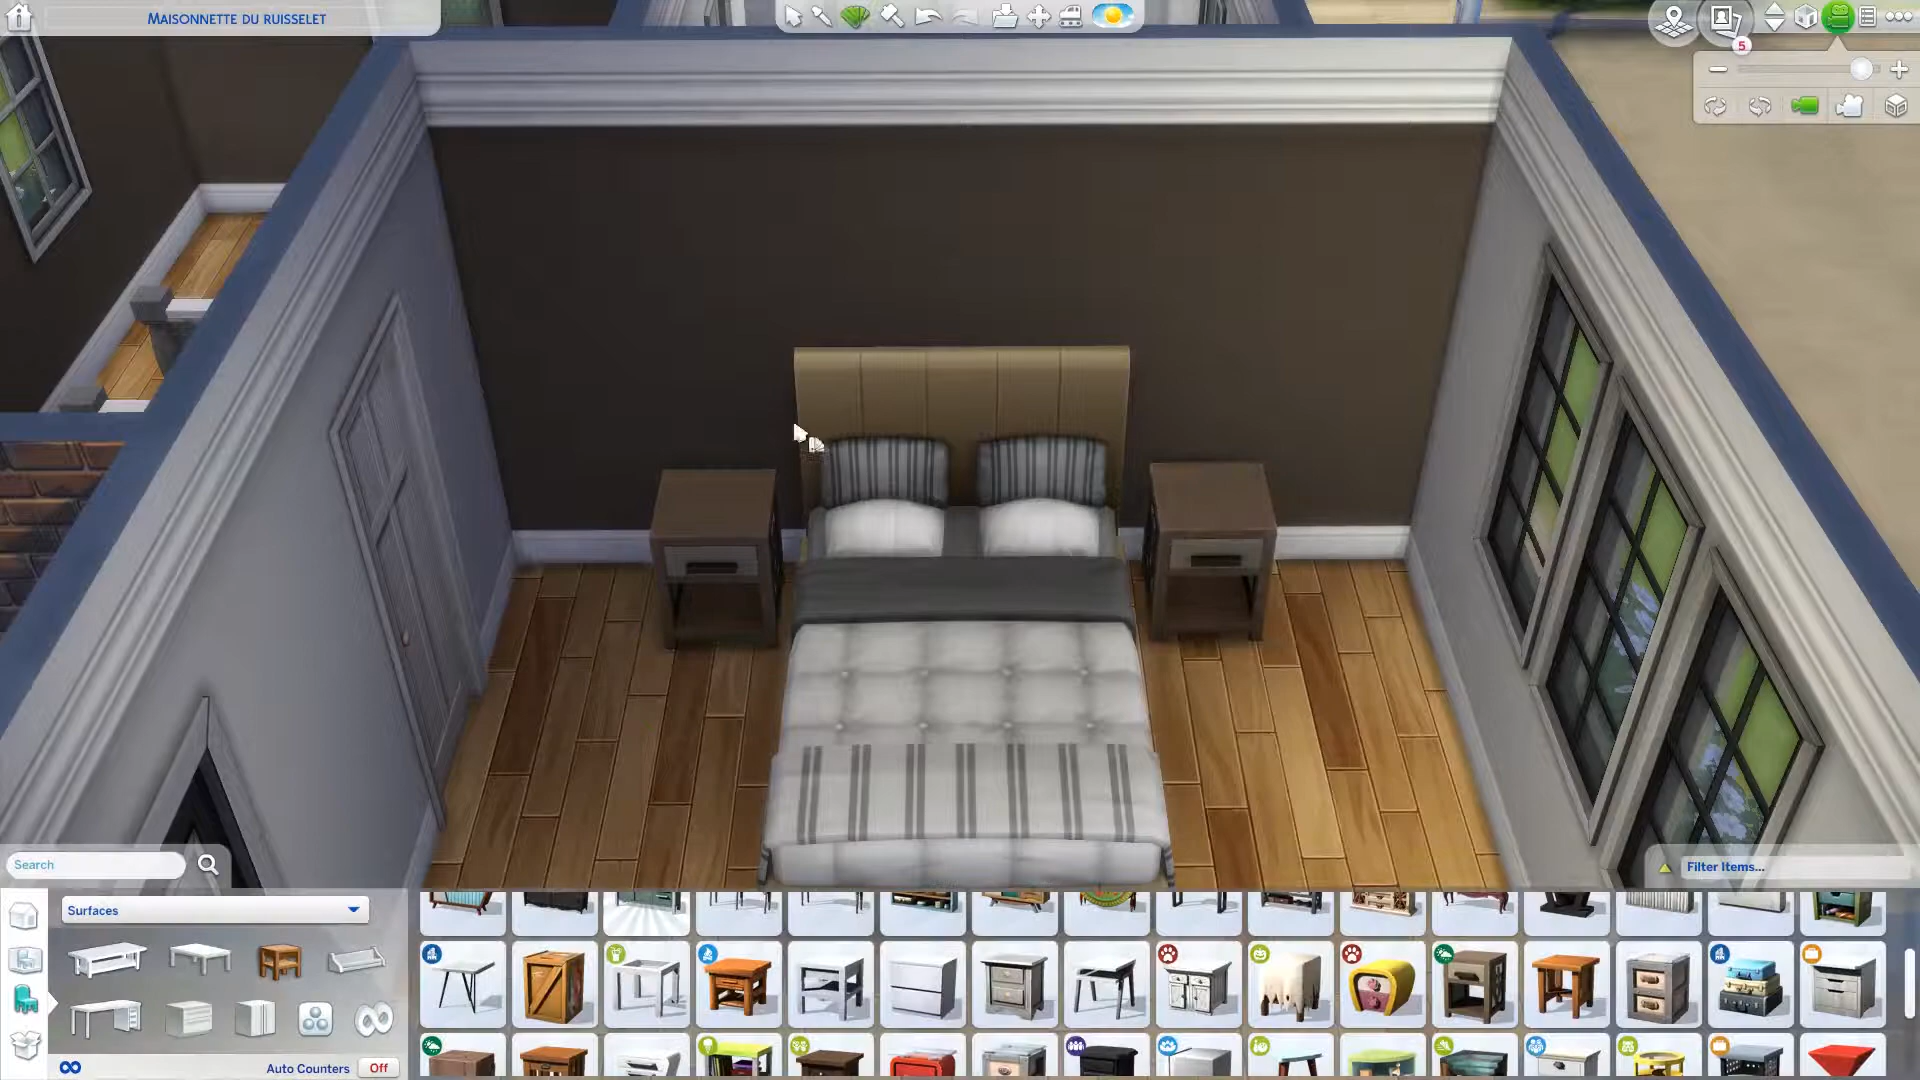 MAISONNETTE DU RUISSELET
5
Search
Filter Items...
Surfaces
Auto Counters
Off